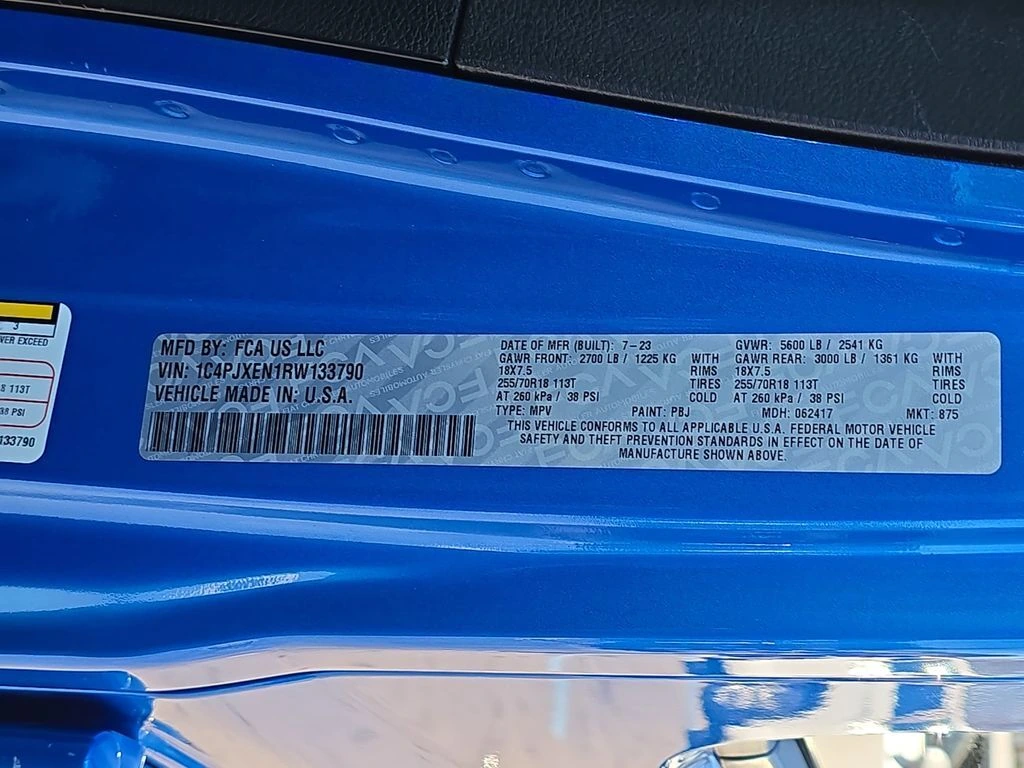 3
VER EXCEED
8 113T
38 PSI
133790
MFD BY: FCA US LLC
VIN: 1C4PJXEN1RW133790
VEHICLE MADE IN: U.S.A.
DATE OF MFR (BUILT): 7-23 GVWR: 5600 LB / 2541 KG
GAWR FRONT: 2700 LB / 1225 KG WITH GAWR REAR: 3000 LB / 1361 KG WITH
18X7.5 RIMS 18X7.5 RIMS
255/70R18 113T TIRES 255/70R18 113T TIRES
AT 260 kPa / 38 PSI COLD AT 260 kPa / 38 PSI COLD
TYPE: MPV PAINT: PBJ MDH: 062417 MKT: 875
THIS VEHICLE CONFORMS TO ALL APPLICABLE U.S.A. FEDERAL MOTOR VEHICLE
SAFETY AND THEFT PREVENTION STANDARDS IN EFFECT ON THE DATE OF
MANUFACTURE SHOWN ABOVE.